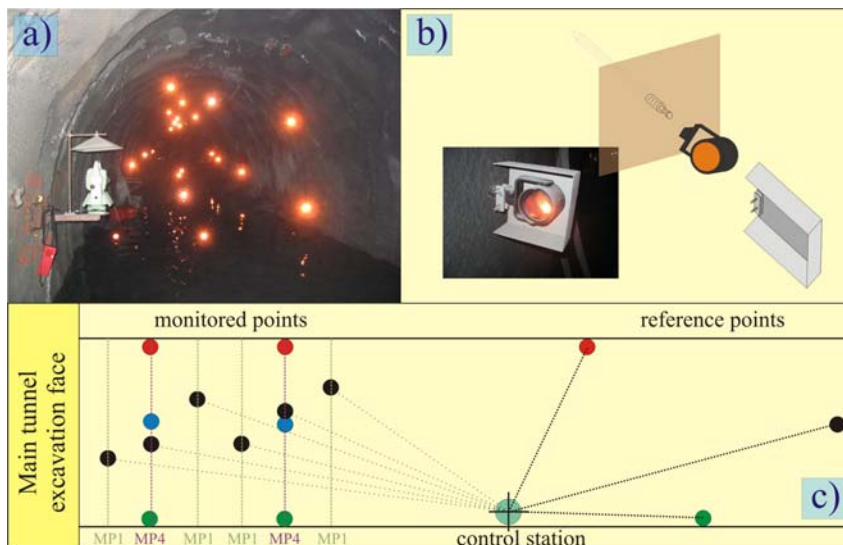 a)
b)
monitored points
reference points
Main tunnel
excavation face
c)
MP1 MP4 MP1 MP1 MP4 MP1
control station